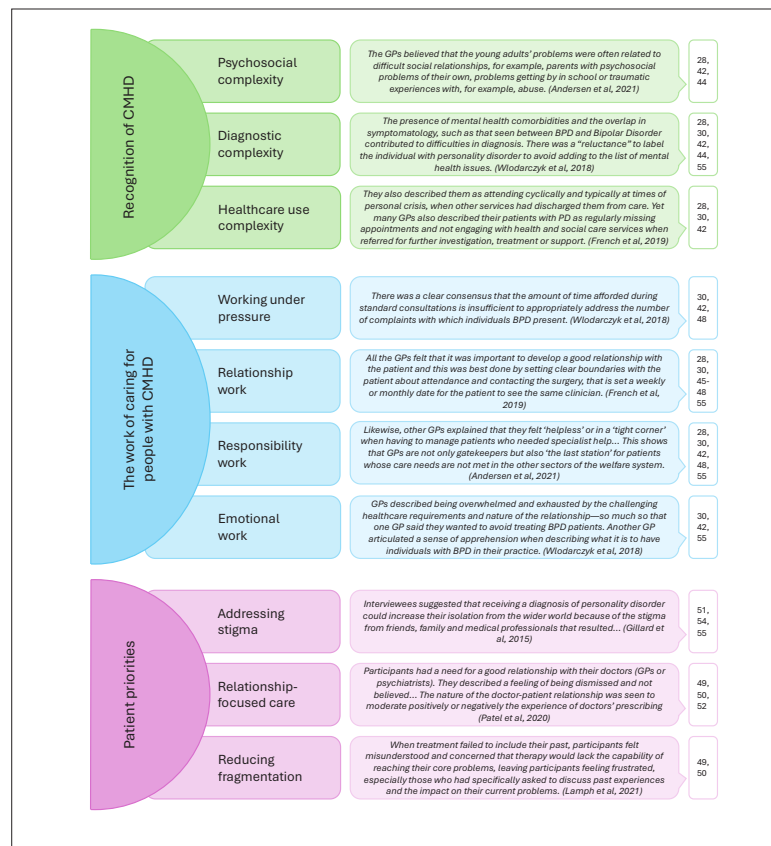 Recognition of CMHD
Psychosocial
complexity
The GPs believed that the young adults' problems were often related to
difficult social relationships, for example, parents with psychosocial
problems of their own, problems getting by in school or traumatic
experiences with, for example, abuse. (Andersen et al, 2021)
28,
42,
44
Diagnostic
complexity
The presence of mental health comorbidities and the overlap in
symptomatology, such as that seen between BPD and Bipolar Disorder
contributed to difficulties in diagnosis. There was a "reluctance" to label
the individual with personality disorder to avoid adding to the list of mental
health issues. (Wlodarczyk et al, 2018)
28,
30,
42,
44,
55
Healthcare use
complexity
They also described them as attending cyclically and typically at times of
personal crisis, when other services had discharged them from care. Yet
many GPs also described their patients with PD as regularly missing
appointments and not engaging with health and social care services when
referred for further investigation, treatment or support. (French et al, 2019)
28,
30,
42
The work of caring for
people with CMHD
Working under
pressure
There was a clear consensus that the amount of time afforded during
standard consultations is insufficient to appropriately address the number
of complaints with which individuals BPD present. (Wlodarczyk et al, 2018)
30,
42,
48
Relationship
work
All the GPs felt that it was important to develop a good relationship with
the patient and this was best done by setting clear boundaries with the
patient about attendance and contacting the surgery, that is set a weekly
or monthly date for the patient to see the same clinician. (French et al,
2019)
28,
30,
45-
48
55
Responsibility
work
Likewise, other GPs explained that they felt 'helpless' or in a 'tight corner'
when having to manage patients who needed specialist help... This shows
that GPs are not only gatekeepers but also 'the last station' for patients
whose care needs are not met in the other sectors of the welfare system.
(Andersen et al, 2021)
28,
30,
42,
48,
55
Emotional
work
GPs described being overwhelmed and exhausted by the challenging
healthcare requirements and nature of the relationship—so much so that
one GP said they wanted to avoid treating BPD patients. Another GP
articulated a sense of apprehension when describing what it is to have
individuals with BPD in their practice. (Wlodarczyk et al, 2018)
30,
42,
55
Patient priorities
Addressing
stigma
Interviewees suggested that receiving a diagnosis of personality disorder
could increase their isolation from the wider world because of the stigma
from friends, family and medical professionals that resulted... (Gillard et
al, 2015)
51,
54,
55
Relationship-
focused care
Participants had a need for a good relationship with their doctors (GPs or
psychiatrists). They described a feeling of being dismissed and not
believed... The nature of the doctor-patient relationship was seen to
moderate positively or negatively the experience of doctors' prescribing
(Patel et al, 2020)
49,
50,
52
Reducing
fragmentation
When treatment failed to include their past, participants felt
misunderstood and concerned that therapy would lack the capability of
reaching their core problems, leaving participants feeling frustrated,
especially those who had specifically asked to discuss past experiences
and the impact on their current problems. (Lamph et al, 2021)
49,
50